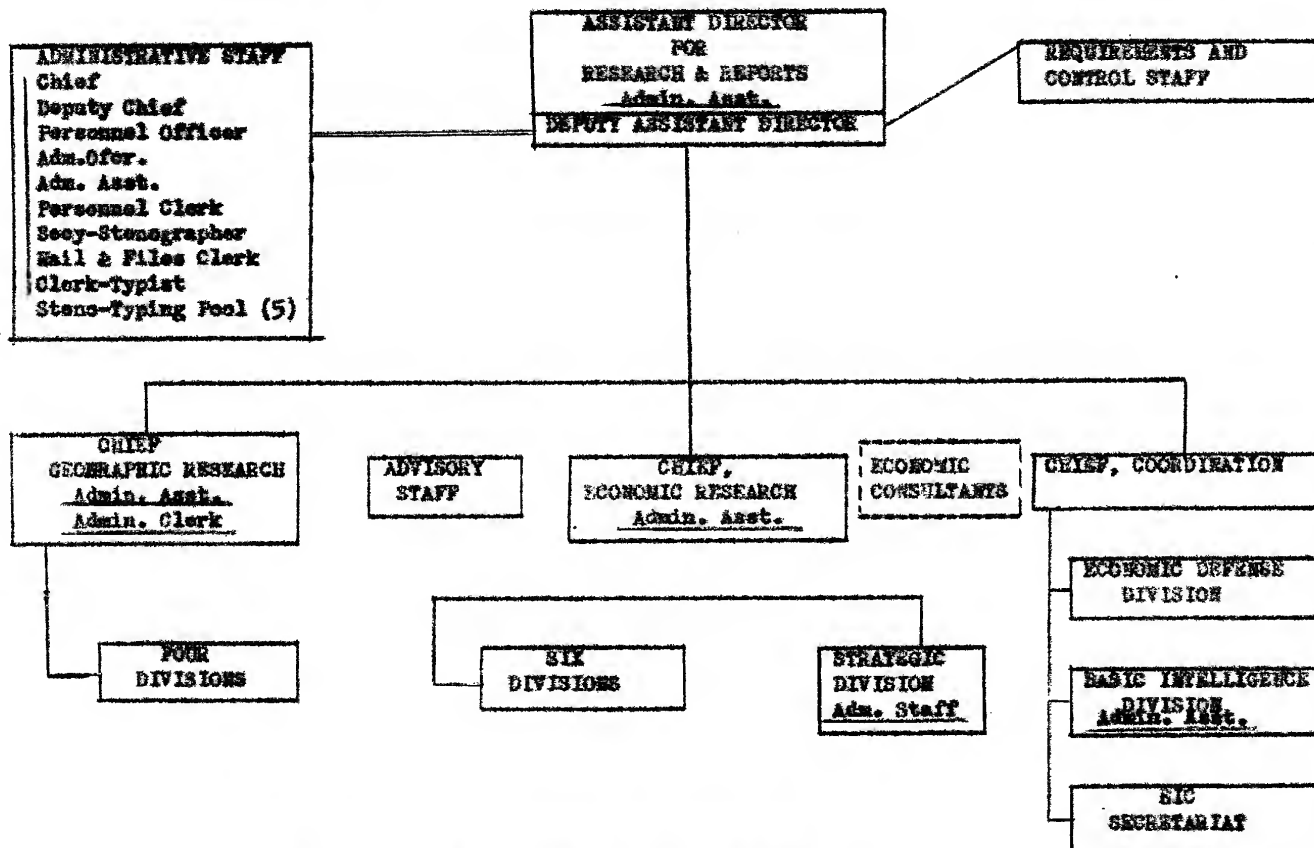 ASSISTANT DIRECTOR
FOR
RESEARCH & REPORTS
Admin. Asst.
DEPUTY ASSISTANT DIRECTOR
ADMINISTRATIVE STAFF
Chief
Deputy Chief
Personnel Officer
Adm.Ofcr.
Adm. Asst.
Personnel Clerk
Secy-Stenographer
Mail & Files Clerk
Clerk-Typist
Steno-Typing Pool (5)
REQUIREMENTS AND
CONTROL STAFF
CHIEF
GEOGRAPHIC RESEARCH
Admin. Asst.
Admin. Clerk
ADVISORY
STAFF
CHIEF,
ECONOMIC RESEARCH
Admin. Asst.
ECONOMIC
CONSULTANTS
CHIEF, COORDINATION
FOUR
DIVISIONS
SIX
DIVISIONS
STRATEGIC
DIVISION
Adm. Staff
ECONOMIC DEFENSE
DIVISION
BASIC INTELLIGENCE
DIVISION
Admin. Asst.
EIC
SECRETARIAT